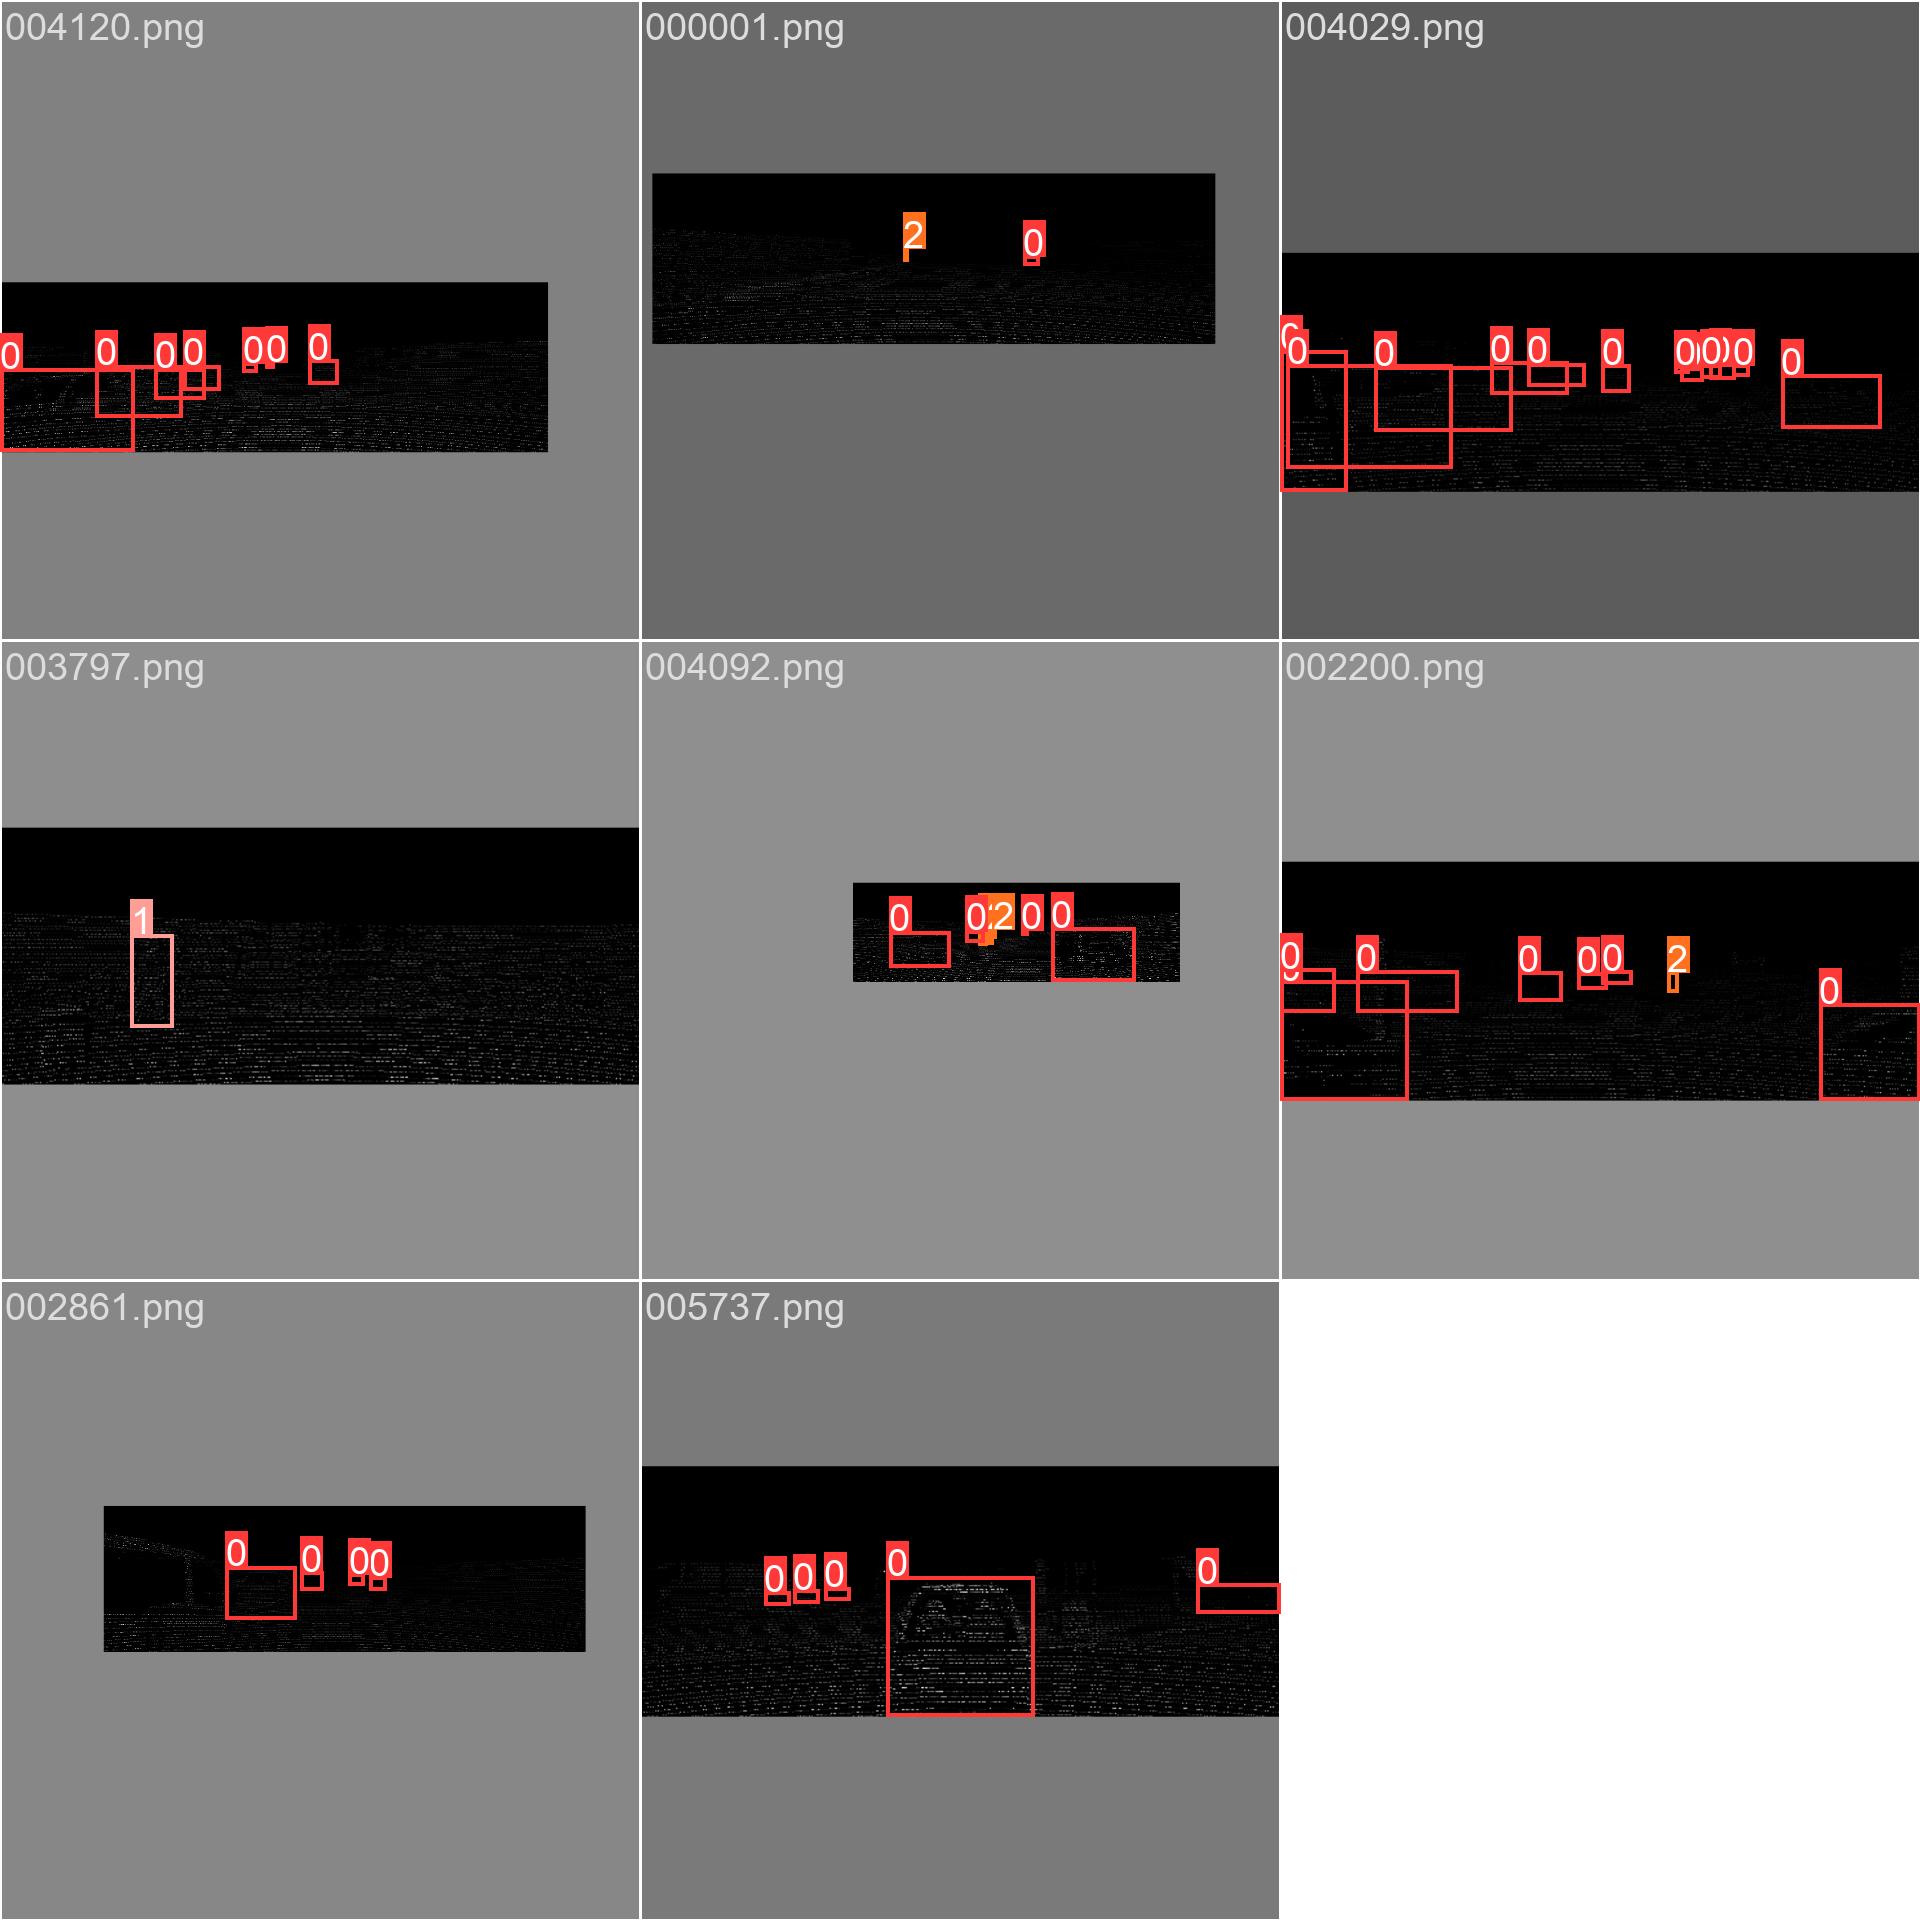 004120.png
0 0 0 0 0 0 0
000001.png
2 0
004029.png
0 0 0 0 0 0 0 0 0
003797.png
1
004092.png
0 0 2 0 0
002200.png
0 0 0 0 0 2 0
002861.png
0 0 0 0
005737.png
0 0 0 0 0